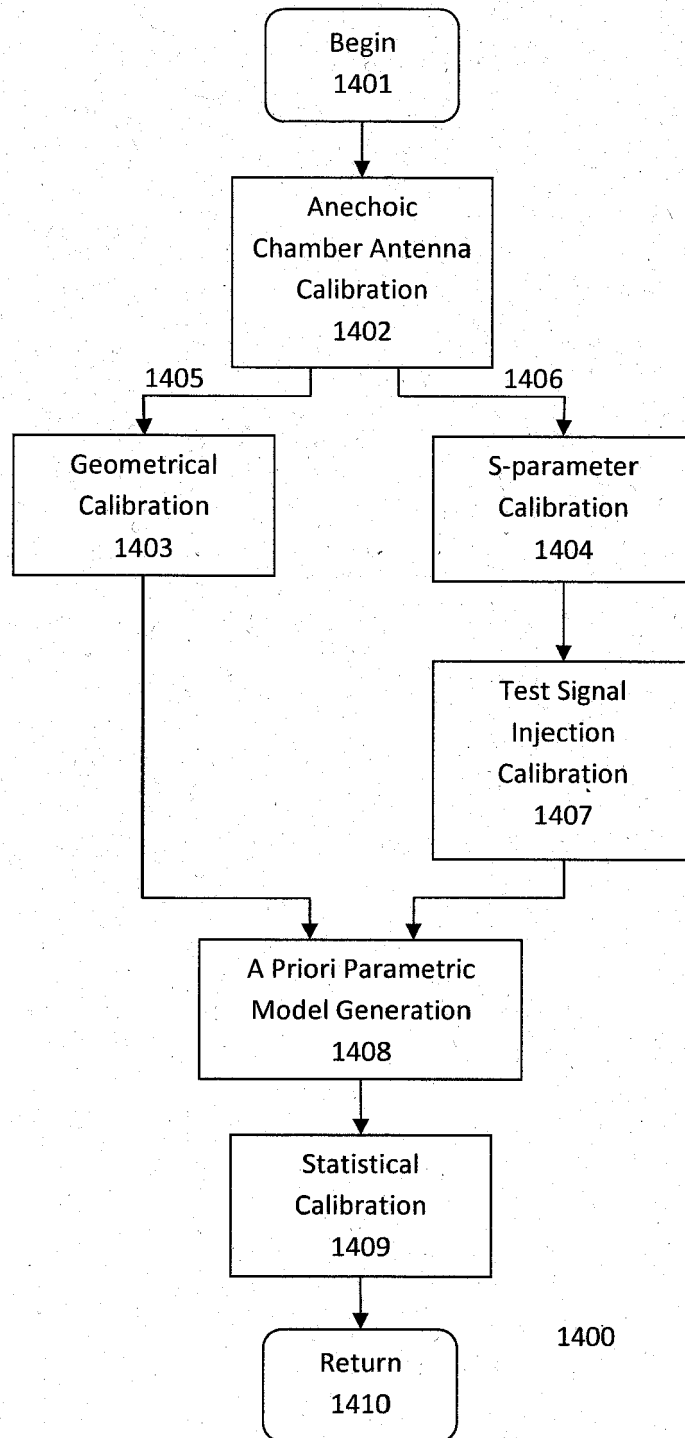 Begin
1401
Anechoic
Chamber Antenna
Calibration
1402
1405
1406
Geometrical
Calibration
1403
S-parameter
Calibration
1404
Test Signal
Injection
Calibration
1407
A Priori Parametric
Model Generation
1408
Statistical
Calibration
1409
1400
Return
1410